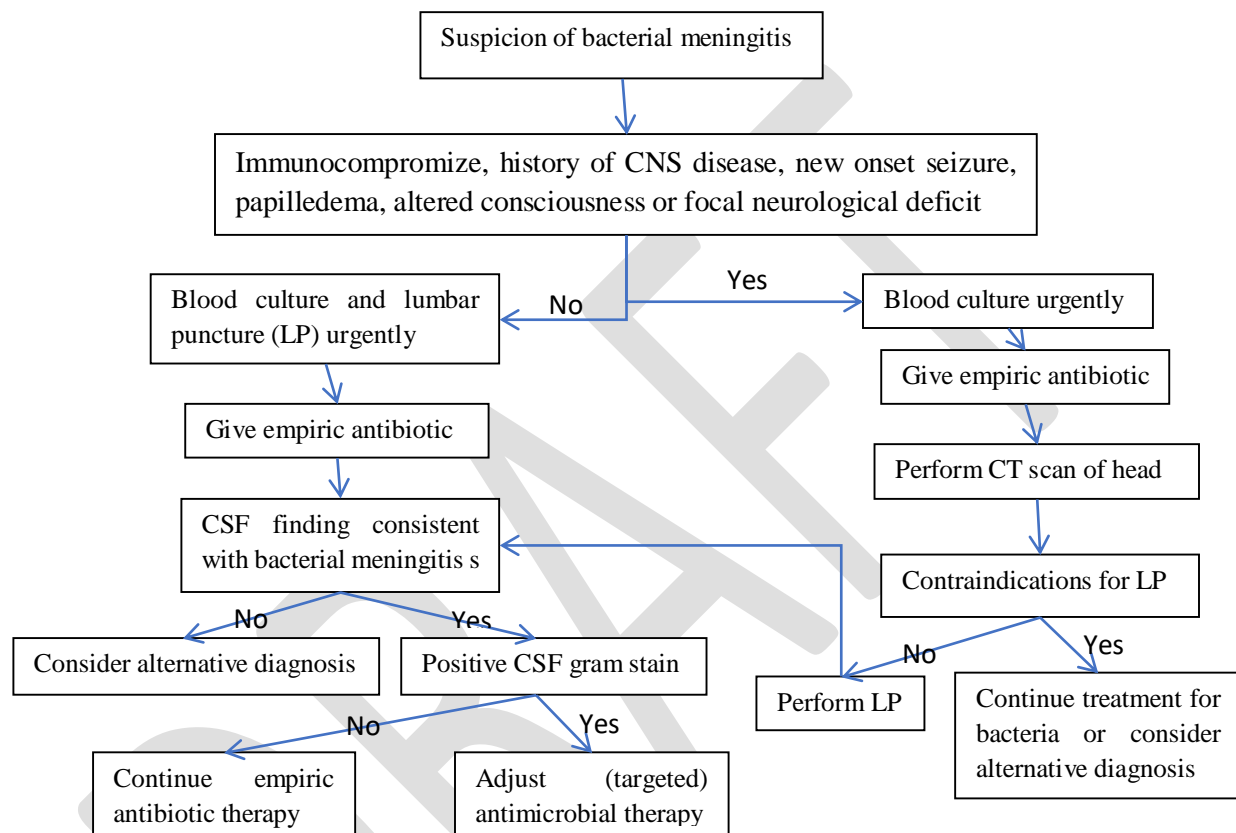 Suspicion of bacterial meningitis
Immunocompromize, history of CNS disease, new onset seizure,
papilledema, altered consciousness or focal neurological deficit
No
Yes
Blood culture and lumbar
puncture (LP) urgently
Blood culture urgently
Give empiric antibiotic
Give empiric antibiotic
Perform CT scan of head
CSF finding consistent
with bacterial meningitis s
Contraindications for LP
No
Yes
No
Yes
Consider alternative diagnosis
Positive CSF gram stain
Perform LP
Continue treatment for
bacteria or consider
alternative diagnosis
No
Yes
Continue empiric
antibiotic therapy
Adjust (targeted)
antimicrobial therapy
DRAFT